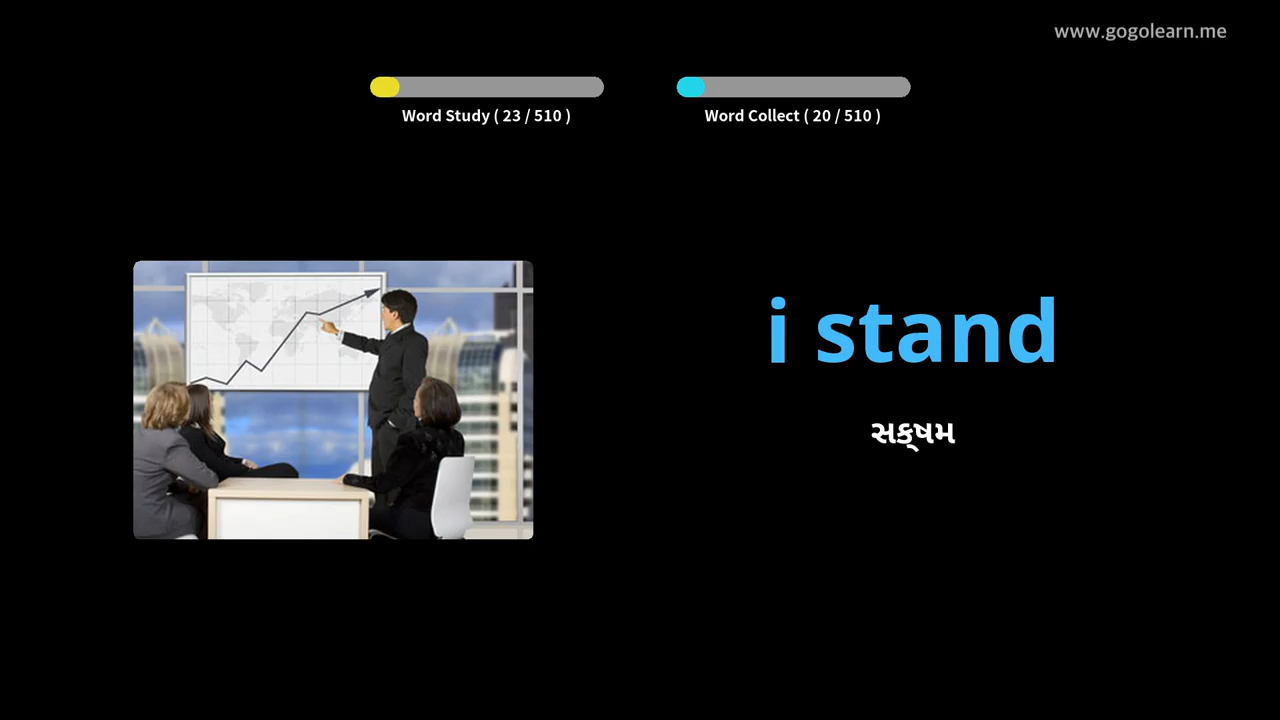 www.gogolearn.me
Word Study ( 23 / 510 )
Word Collect ( 20 / 510 )
i stand
સક્ષમ